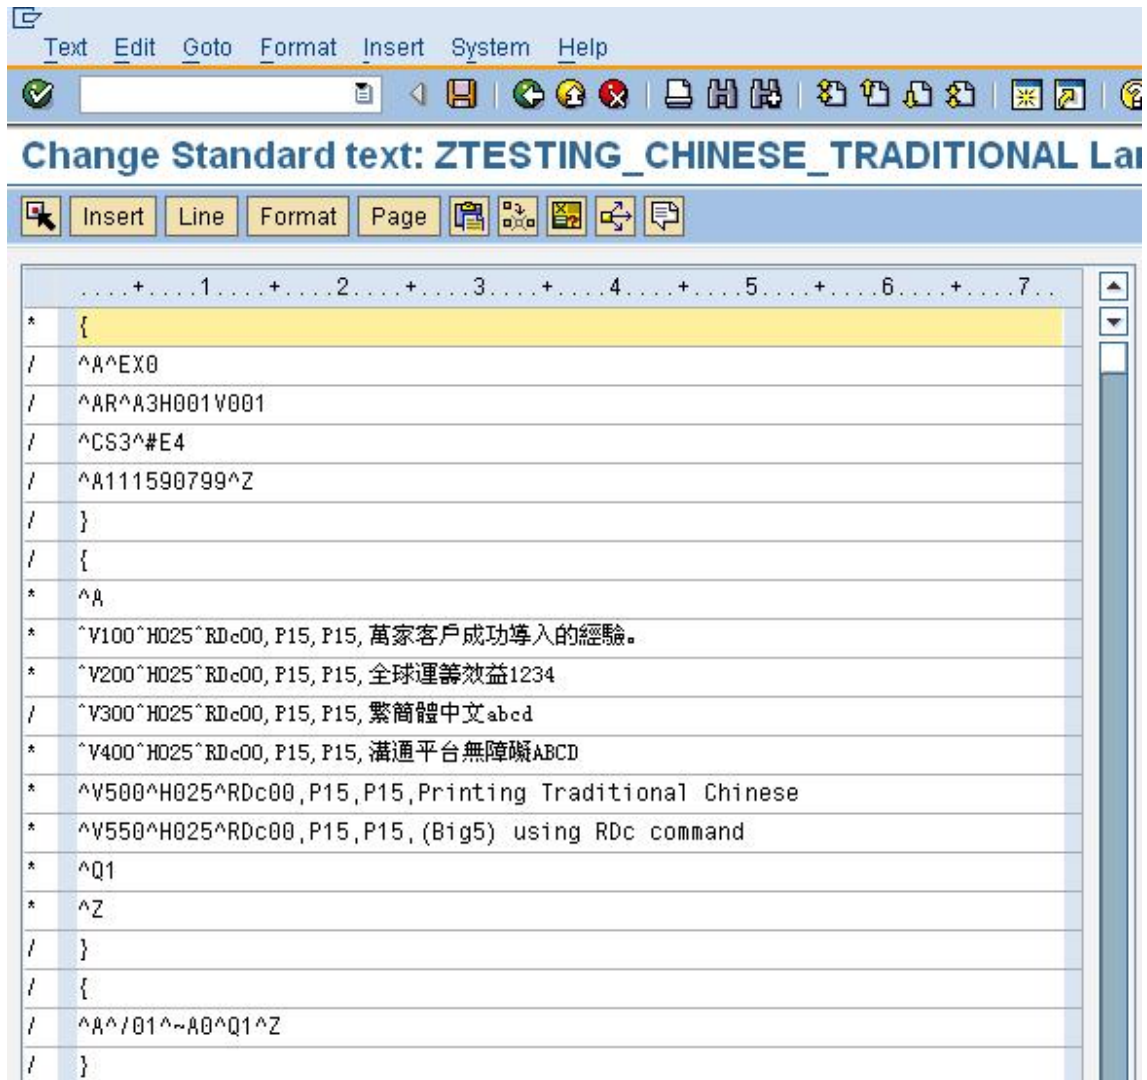 Text Edit Goto Format Insert System Help
Change Standard text: ZTESTING_CHINESE_TRADITIONAL Lan
Insert Line Format Page
....+....1....+....2....+....3....+....4....+....5....+....6....+....7..
* {
/ ^A^EX0
/ ^AR^A3H001V001
/ ^CS3^#E4
/ ^A111590799^Z
/ }
/ {
* ^A
* ^V100^H025^RDc00,P15,P15,萬家客戶成功導入的經驗。
* ^V200^H025^RDc00,P15,P15,全球運籌效益1234
/ ^V300^H025^RDc00,P15,P15,繁簡體中文abcd
* ^V400^H025^RDc00,P15,P15,溝通平台無障礙ABCD
* ^V500^H025^RDc00,P15,P15,Printing Traditional Chinese
* ^V550^H025^RDc00,P15,P15,(Big5) using RDc command
* ^Q1
* ^Z
/ }
/ {
/ ^A^/01^~A0^Q1^Z
/ }